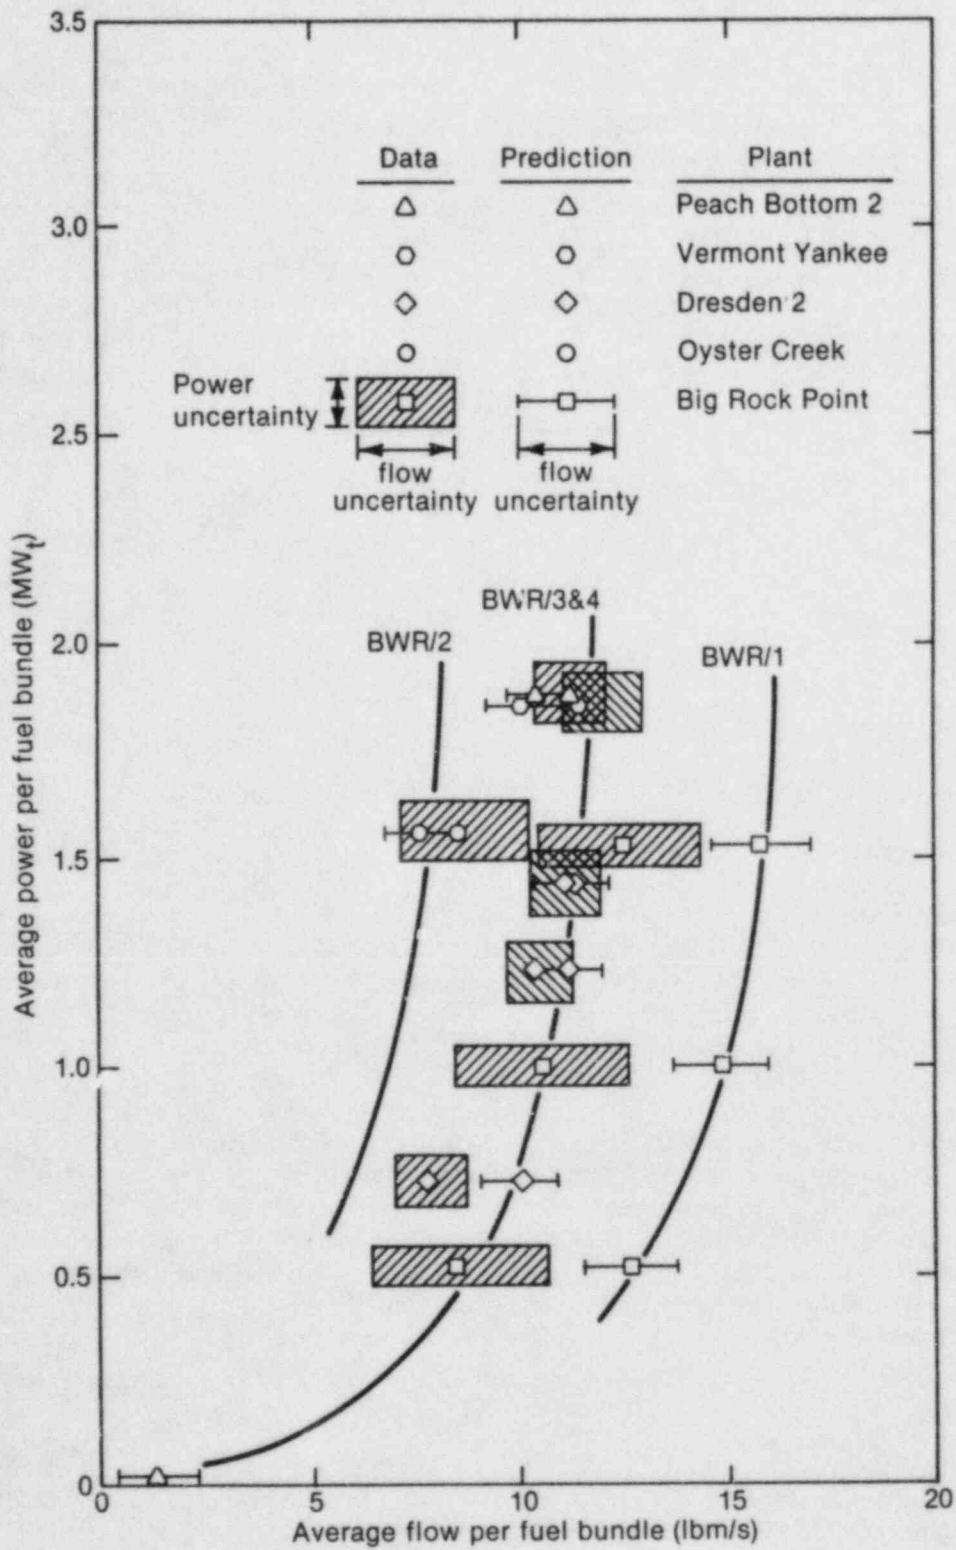 3.5
Data Prediction Plant
Peach Bottom 2
3.0
Vermont Yankee
Dresden 2
Oyster Creek
Power
uncertainty
Big Rock Point
2.5
flow
uncertainty
flow
uncertainty
Average power per fuel bundle (MWt)
BWR/3&4
2.0
BWR/2
BWR/1
1.5
1.0
0.5
0
0 5 10 15 20
Average flow per fuel bundle (lbm/s)